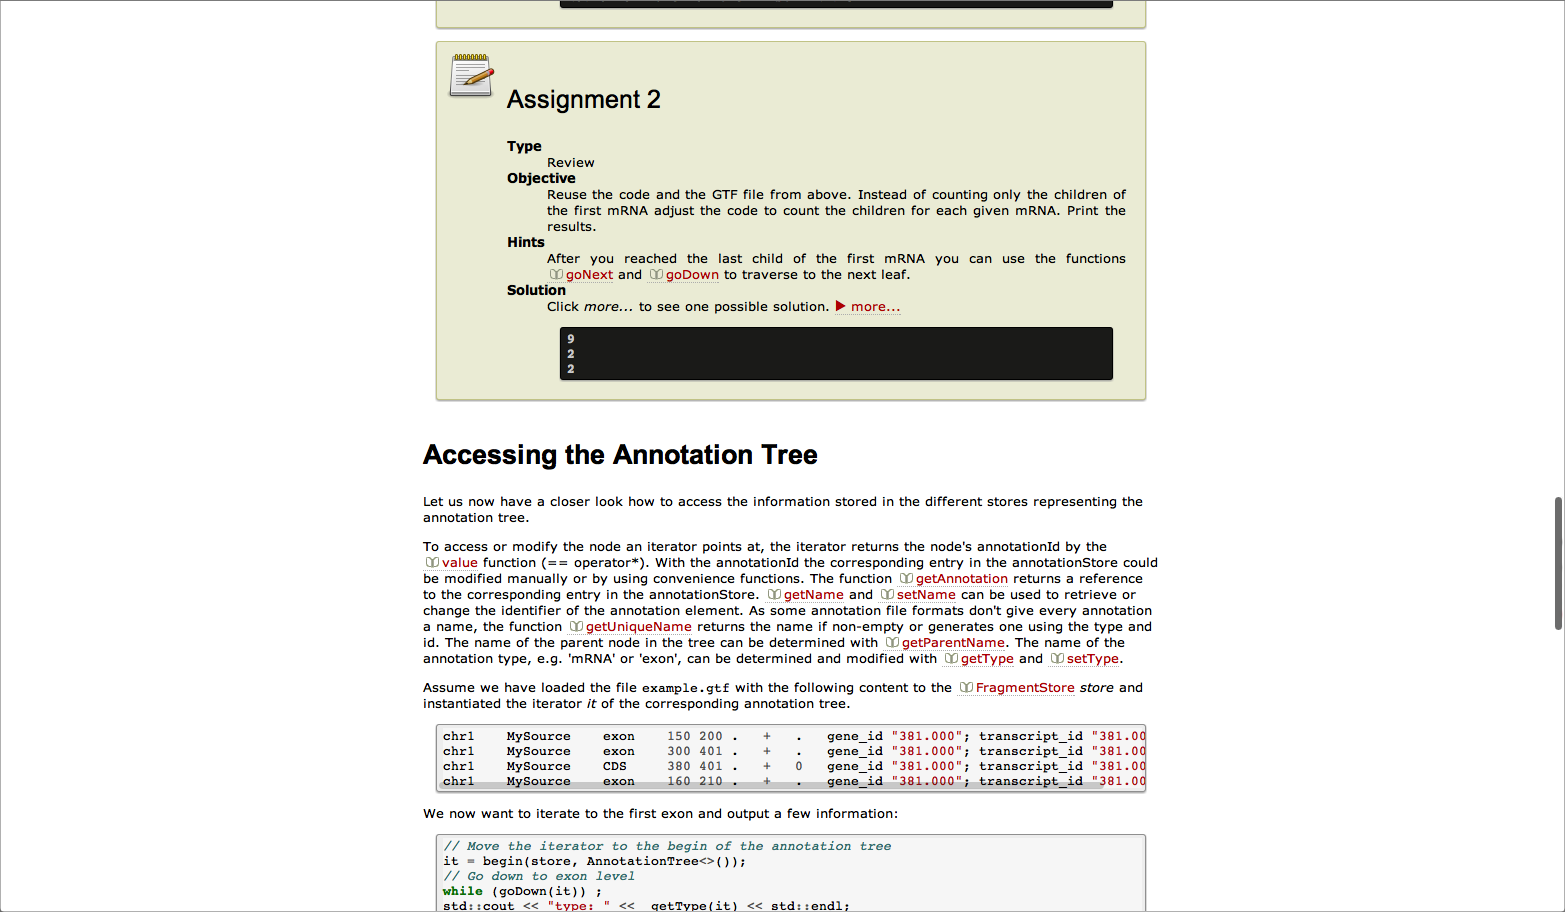 Assignment 2
Type
Review
Objective
Reuse the code and the GTF file from above. Instead of counting only the children of
the first mRNA adjust the code to count the children for each given mRNA. Print the
results.
Hints
After you reached the last child of the first mRNA you can use the functions
goNext and goDown to traverse to the next leaf.
Solution
Click more... to see one possible solution. more...
9
2
2
Accessing the Annotation Tree
Let us now have a closer look how to access the information stored in the different stores representing the
annotation tree.
To access or modify the node an iterator points at, the iterator returns the node's annotationId by the
value function (== operator*). With the annotationId the corresponding entry in the annotationStore could
be modified manually or by using convenience functions. The function getAnnotation returns a reference
to the corresponding entry in the annotationStore. getName and setName can be used to retrieve or
change the identifier of the annotation element. As some annotation file formats don't give every annotation
a name, the function getUniqueName returns the name if non-empty or generates one using the type and
id. The name of the parent node in the tree can be determined with getParentName. The name of the
annotation type, e.g. 'mRNA' or 'exon', can be determined and modified with getType and setType.
Assume we have loaded the file example.gtf with the following content to the FragmentStore store and
instantiated the iterator it of the corresponding annotation tree.
chr1 MySource exon 150 200 . + . gene_id "381.000"; transcript_id "381.00
chr1 MySource exon 300 401 . + . gene_id "381.000"; transcript_id "381.00
chr1 MySource CDS 380 401 . + 0 gene_id "381.000"; transcript_id "381.00
chr1 MySource exon 160 210 . + . gene_id "381.000"; transcript_id "381.00
We now want to iterate to the first exon and output a few information:
// Move the iterator to the begin of the annotation tree
it = begin(store, AnnotationTree<>());
// Go down to exon level
while (goDown(it)) ;
std::cout << "type: " << getType(it) << std::endl;